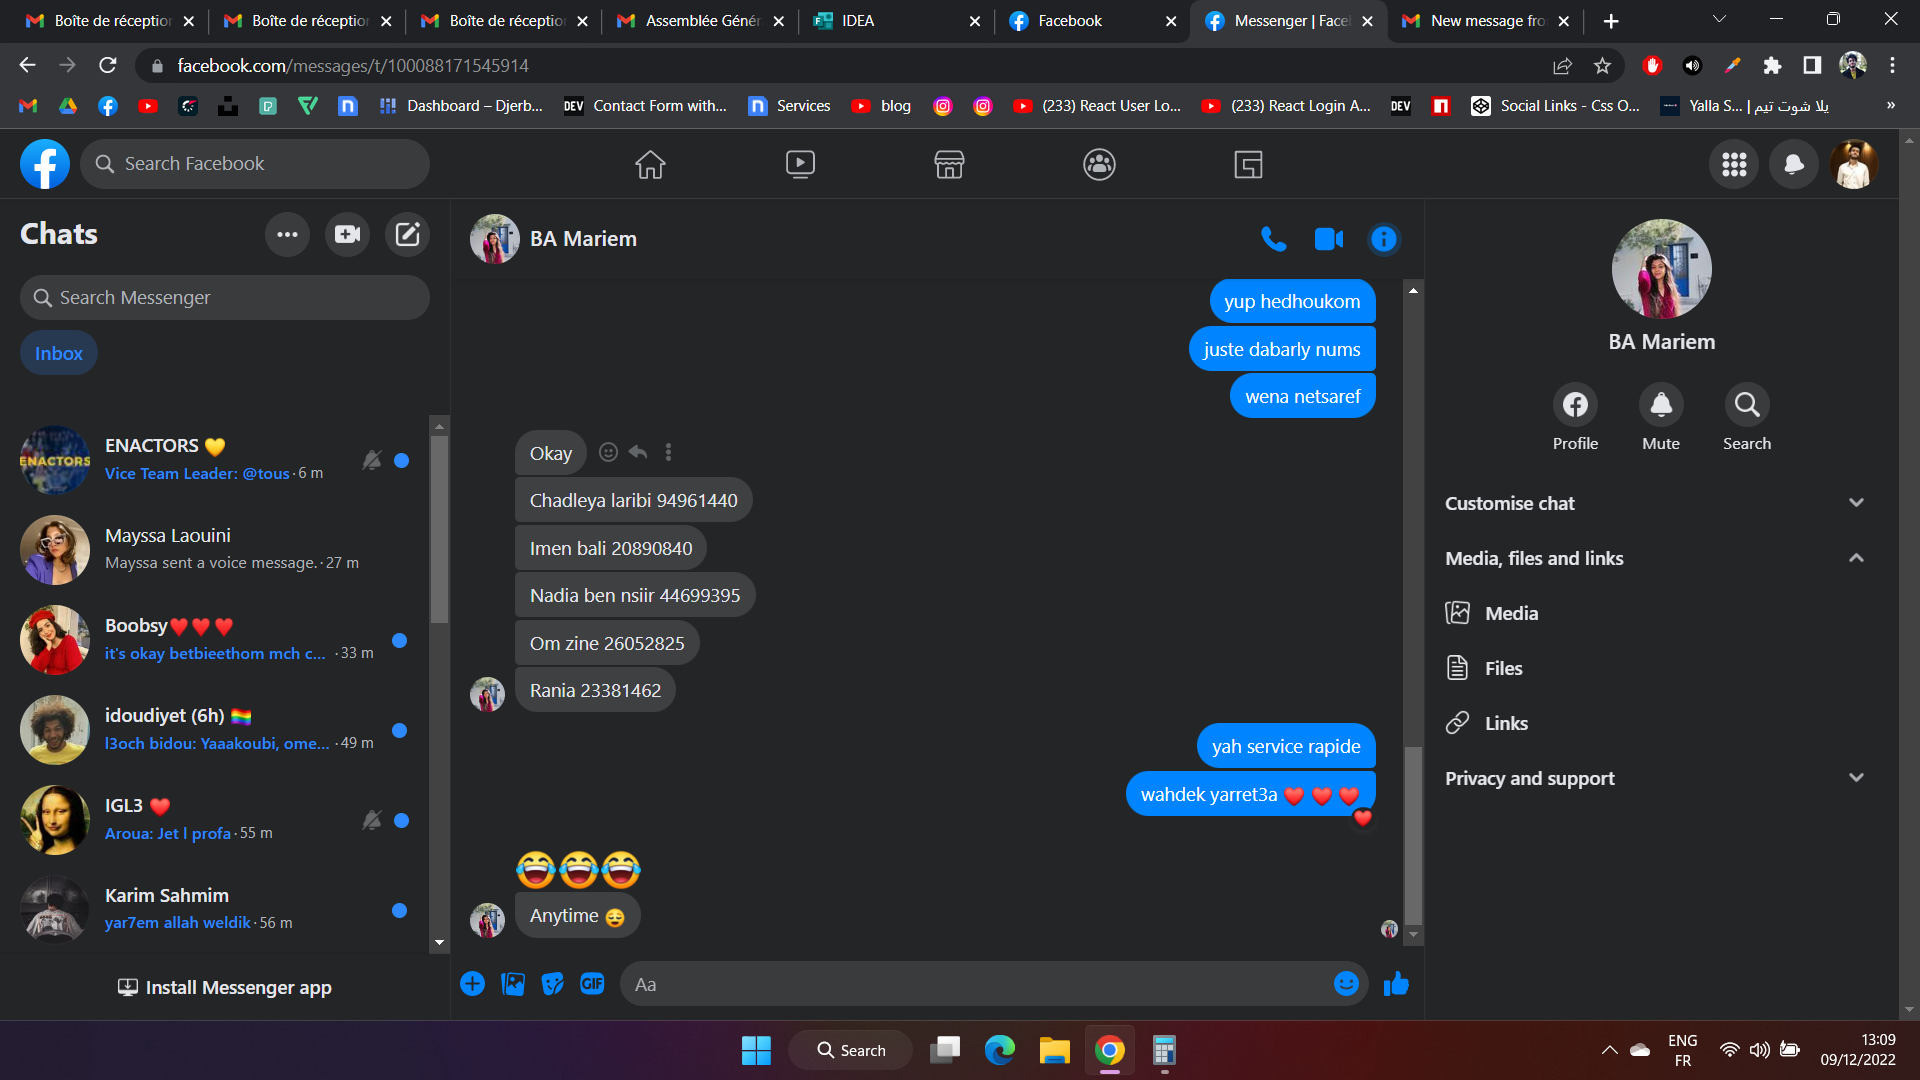 Boîte de réception
Boîte de réception
Boîte de réception
Assemblée Génér
IDEA
Facebook
Messenger | Face
New message fro
facebook.com/messages/t/100088171545914
Dashboard – Djerb...
DEV
Contact Form with...
Services
blog
(233) React User Lo...
(233) React Login A...
DEV
Social Links - Css O...
Yalla S... | يلا شوت تيم
»
Search Facebook
Chats
Search Messenger
Inbox
ENACTORS 💛
ENACTORS
Vice Team Leader: @tous · 6 m
Mayssa Laouini
Mayssa sent a voice message. · 27 m
Boobsy❤️❤️❤️
it's okay betbieethom mch c... · 33 m
idoudiyet (6h) 🏳️‍🌈
l3och bidou: Yaaakoubi, ome... · 49 m
IGL3 ❤️
Aroua: Jet l profa · 55 m
Karim Sahmim
yar7em allah weldik · 56 m
Install Messenger app
BA Mariem
yup hedhoukom
juste dabarly nums
wena netsaref
Okay
Chadleya laribi 94961440
Imen bali 20890840
Nadia ben nsiir 44699395
Om zine 26052825
Rania 23381462
yah service rapide
wahdek yarret3a ❤️ ❤️ ❤️
😂😂😂
Anytime 😌
GIF
Aa
BA Mariem
Profile
Mute
Search
Customise chat
Media, files and links
Media
Files
Links
Privacy and support
Search
ENG
FR
13:09
09/12/2022